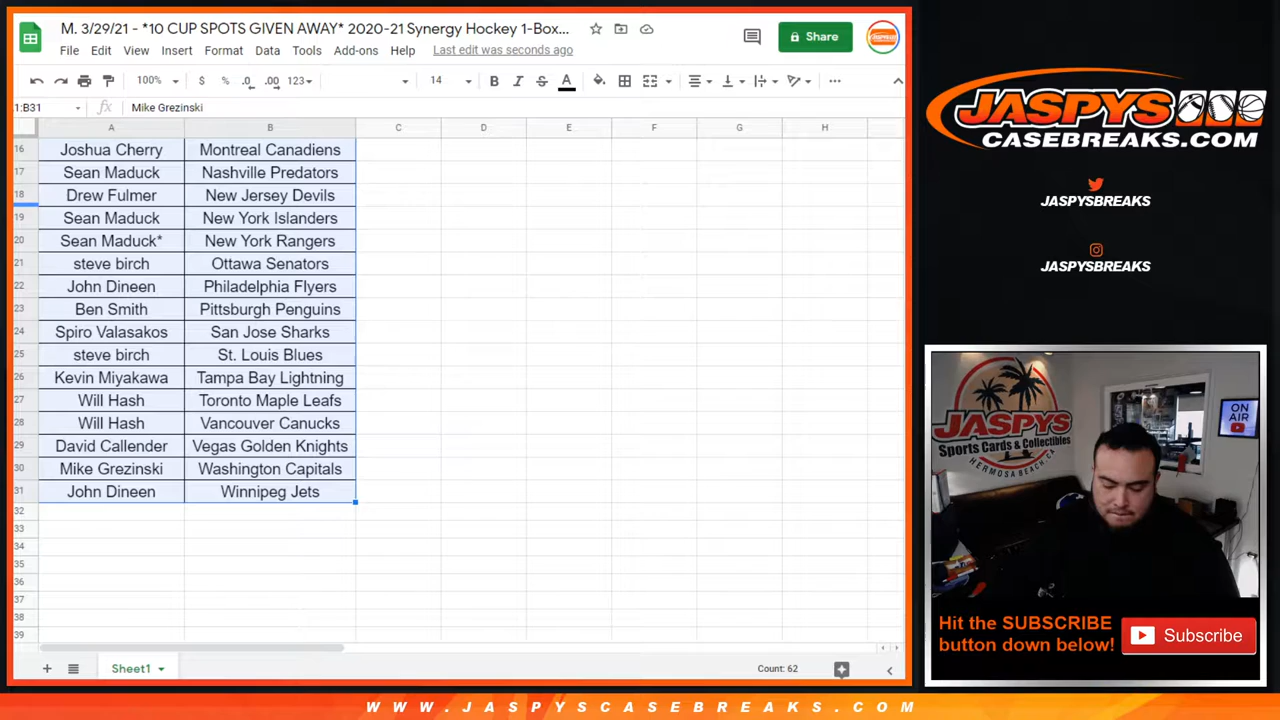 M. 3/29/21 - *10 CUP SPOTS GIVEN AWAY* 2020-21 Synergy Hockey 1-Box...
Share
File Edit View Insert Format Data Tools Add-ons Help Last edit was seconds ago
100% $ % .0 .00 123 14 B I S A
1:B31 fx Mike Grezinski
A B C D E F G H
16 Joshua Cherry Montreal Canadiens
17 Sean Maduck Nashville Predators
18 Drew Fulmer New Jersey Devils
19 Sean Maduck New York Islanders
20 Sean Maduck* New York Rangers
21 steve birch Ottawa Senators
22 John Dineen Philadelphia Flyers
23 Ben Smith Pittsburgh Penguins
24 Spiro Valasakos San Jose Sharks
25 steve birch St. Louis Blues
26 Kevin Miyakawa Tampa Bay Lightning
27 Will Hash Toronto Maple Leafs
28 Will Hash Vancouver Canucks
29 David Callender Vegas Golden Knights
30 Mike Grezinski Washington Capitals
31 John Dineen Winnipeg Jets
32
33
34
35
36
37
38
39
Sheet1
Count: 62
JASPYS
CASEBREAKS.COM
JASPYSBREAKS
JASPYSBREAKS
JASPYS
Sports Cards & Collectibles
HERMOSA BEACH, CA
ON
AIR
Hit the SUBSCRIBE
button down below!
Subscribe
WWW.JASPYSCASEBREAKS.COM